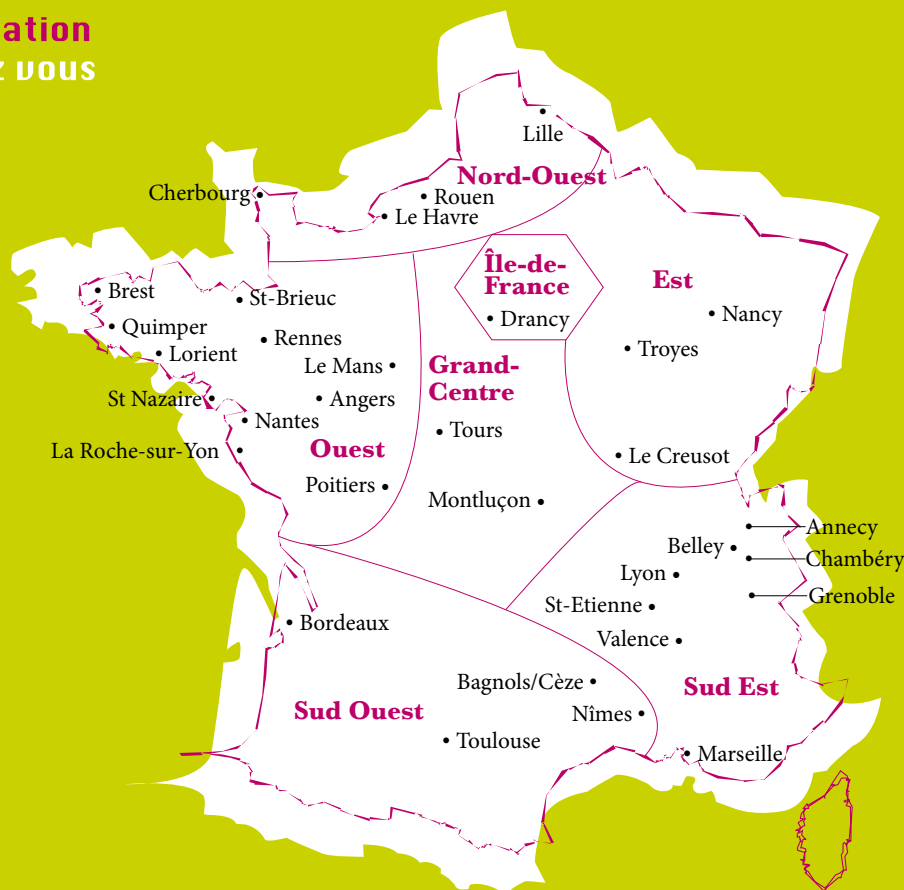 ation
z vous
Lille
Nord-Ouest
Cherbourg
Rouen
Le Havre
Île-de-
France
Drancy
Est
Nancy
Troyes
Brest
St-Brieuc
Quimper
Rennes
Lorient
Le Mans
Grand-
Centre
St Nazaire
Angers
Nantes
Tours
Ouest
La Roche-sur-Yon
Le Creusot
Poitiers
Montluçon
Annecy
Belley
Chambéry
Lyon
Grenoble
St-Etienne
Bordeaux
Valence
Bagnols/Cèze
Sud Est
Sud Ouest
Nîmes
Toulouse
Marseille